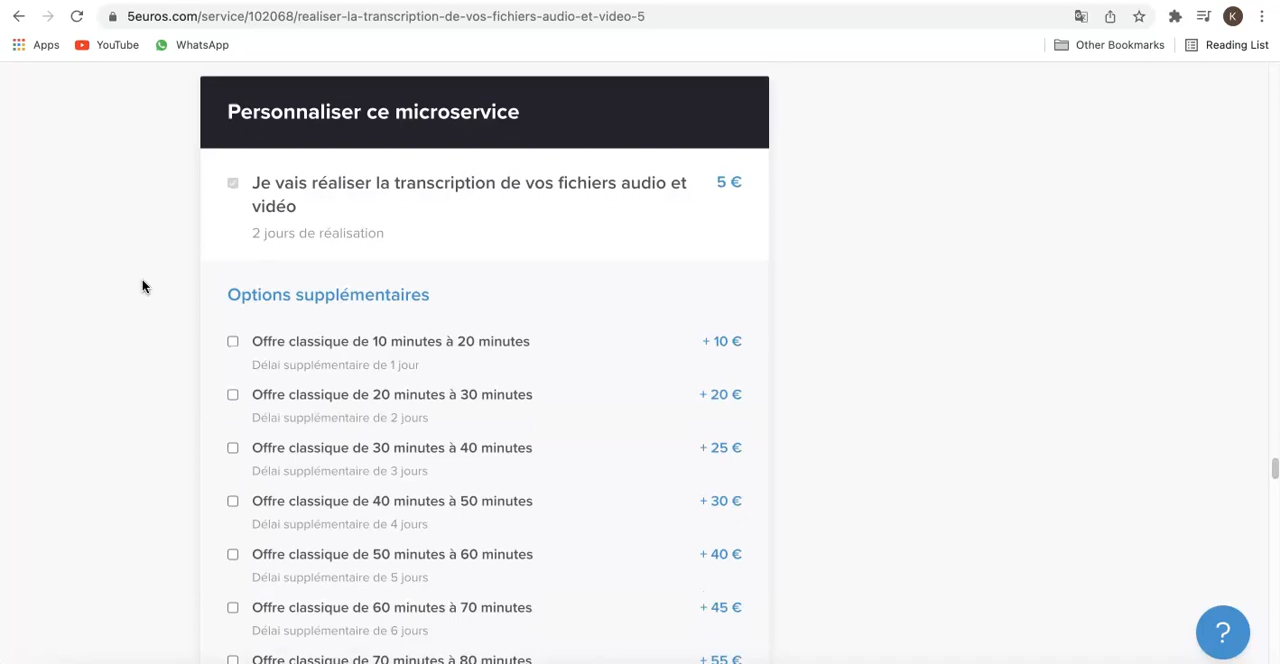 5euros.com/service/102068/realiser-la-transcription-de-vos-fichiers-audio-et-video-5
K
Apps YouTube WhatsApp Other Bookmarks Reading List
Personnaliser ce microservice
Je vais réaliser la transcription de vos fichiers audio et 5 €
vidéo
2 jours de réalisation
Options supplémentaires
Offre classique de 10 minutes à 20 minutes + 10 €
Délai supplémentaire de 1 jour
Offre classique de 20 minutes à 30 minutes + 20 €
Délai supplémentaire de 2 jours
Offre classique de 30 minutes à 40 minutes + 25 €
Délai supplémentaire de 3 jours
Offre classique de 40 minutes à 50 minutes + 30 €
Délai supplémentaire de 4 jours
Offre classique de 50 minutes à 60 minutes + 40 €
Délai supplémentaire de 5 jours
Offre classique de 60 minutes à 70 minutes + 45 €
Délai supplémentaire de 6 jours
Offre classique de 70 minutes à 80 minutes + 55 €
?